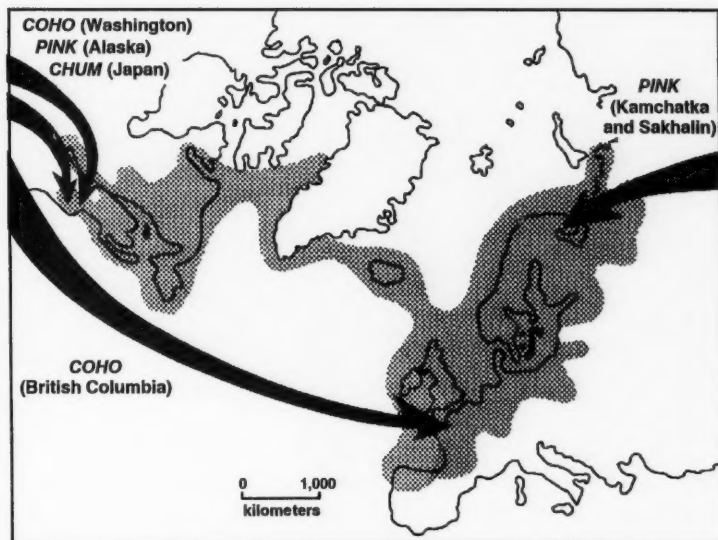 COHO (Washington)
PINK (Alaska)
CHUM (Japan)
PINK
(Kamchatka
and Sakhalin)
COHO
(British Columbia)
0 1,000
kilometers